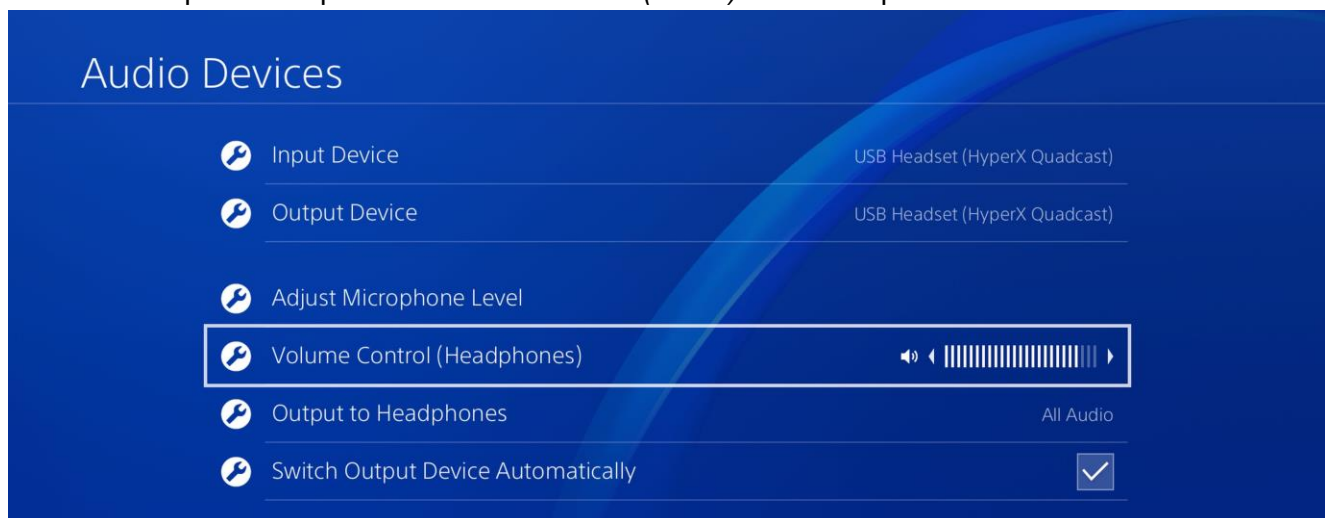 Audio Devices
Input Device USB Headset (HyperX Quadcast)
Output Device USB Headset (HyperX Quadcast)
Adjust Microphone Level
Volume Control (Headphones)
Output to Headphones All Audio
Switch Output Device Automatically